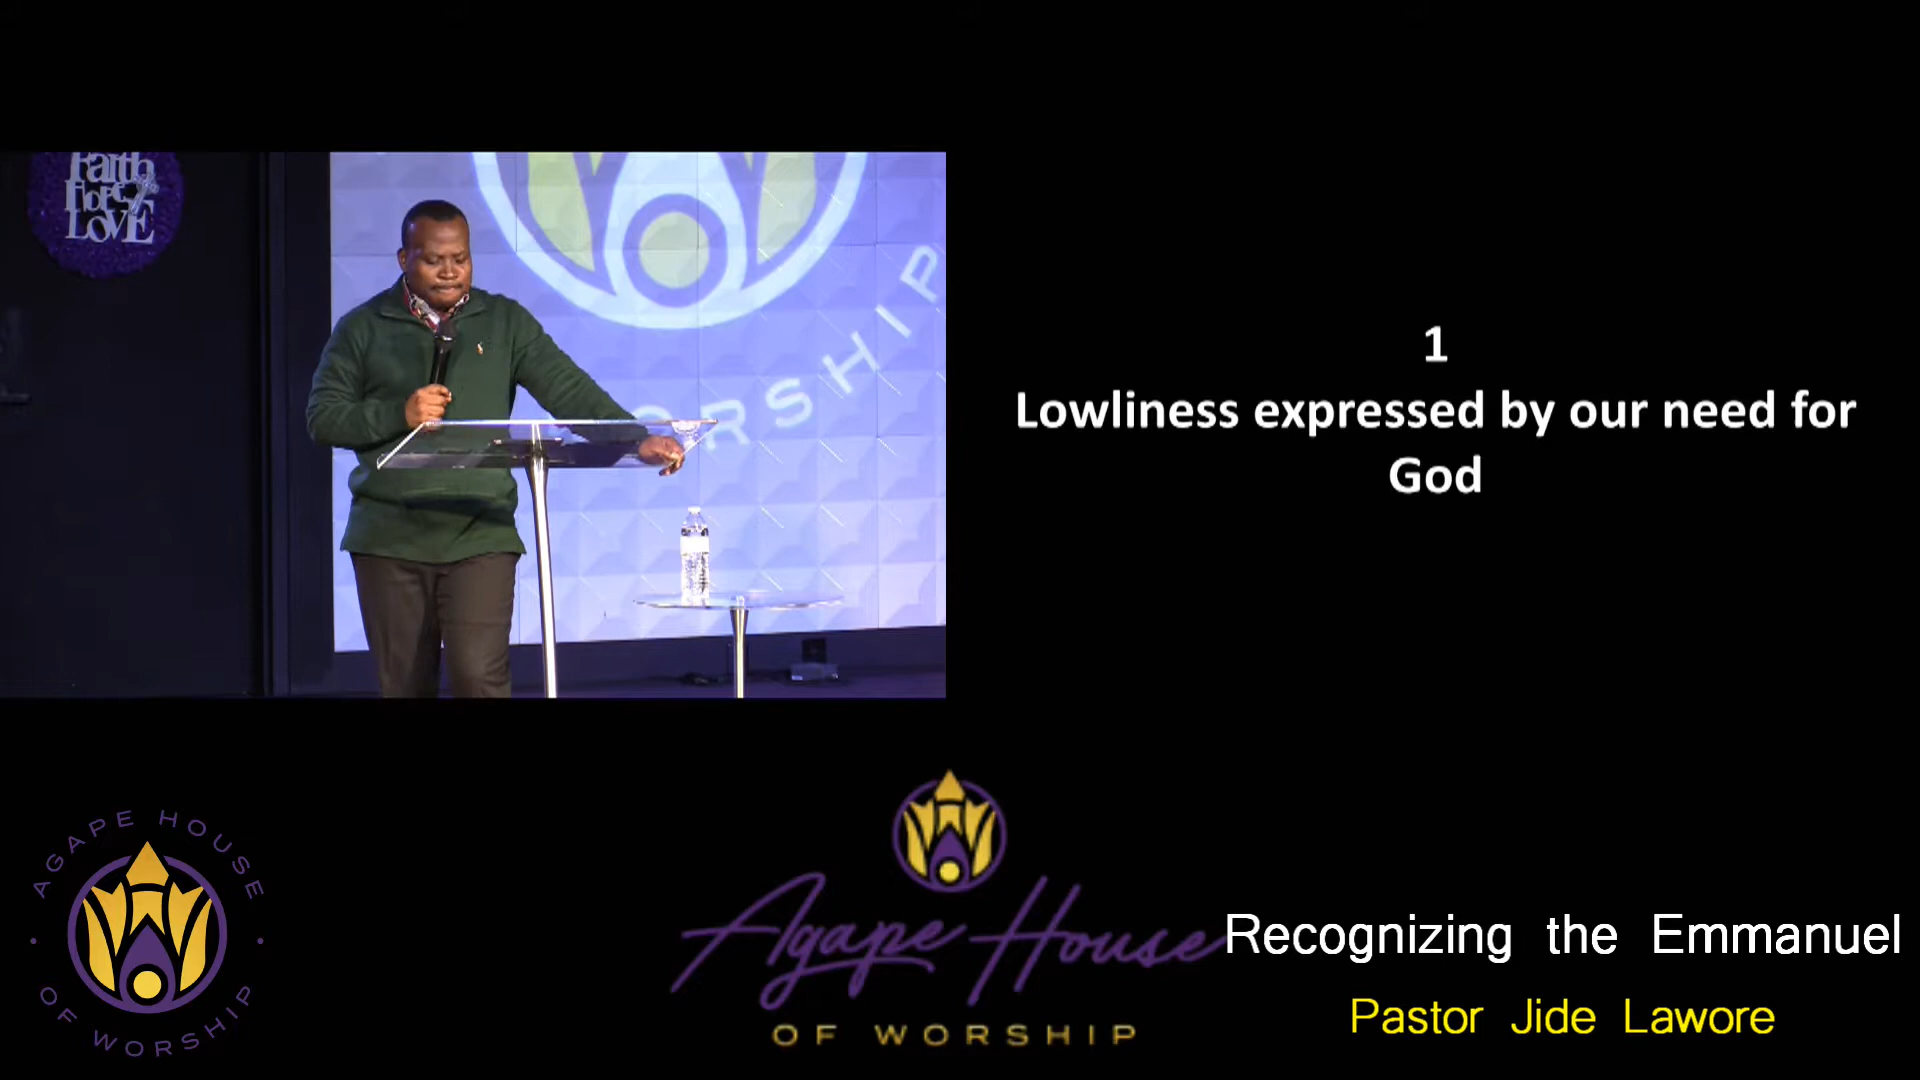 Faith
Hope
LOVE
WORSHIP
1
Lowliness expressed by our need for
God
AGAPE HOUSE
OF WORSHIP
Agape House
OF WORSHIP
Recognizing the Emmanuel
Pastor Jide Lawore